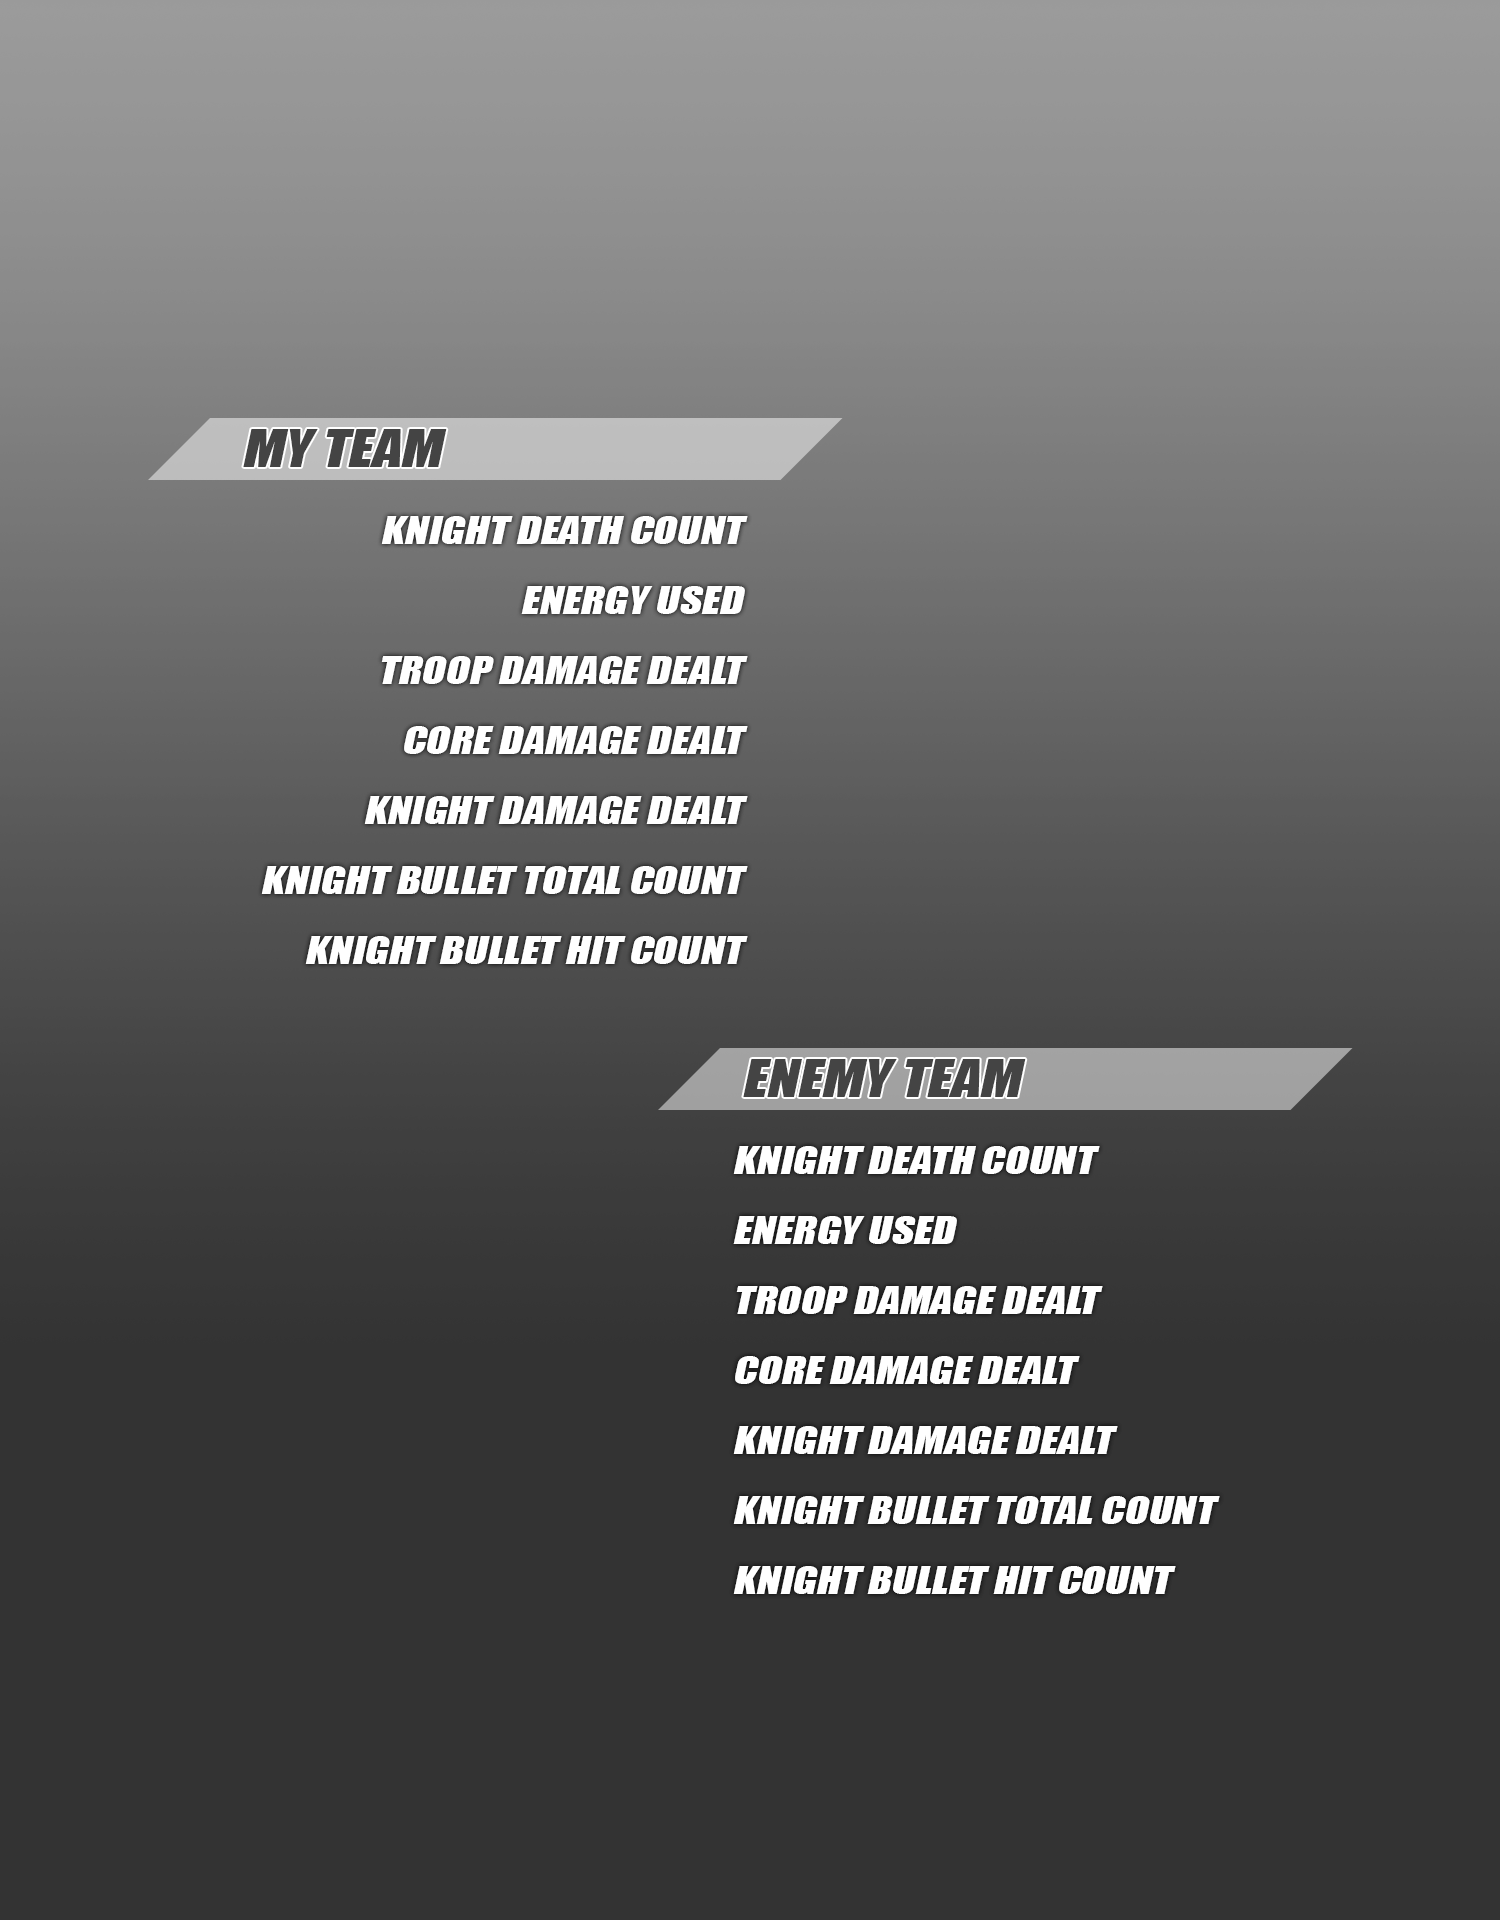 MY TEAM
KNIGHT DEATH COUNT
ENERGY USED
TROOP DAMAGE DEALT
CORE DAMAGE DEALT
KNIGHT DAMAGE DEALT
KNIGHT BULLET TOTAL COUNT
KNIGHT BULLET HIT COUNT
ENEMY TEAM
KNIGHT DEATH COUNT
ENERGY USED
TROOP DAMAGE DEALT
CORE DAMAGE DEALT
KNIGHT DAMAGE DEALT
KNIGHT BULLET TOTAL COUNT
KNIGHT BULLET HIT COUNT